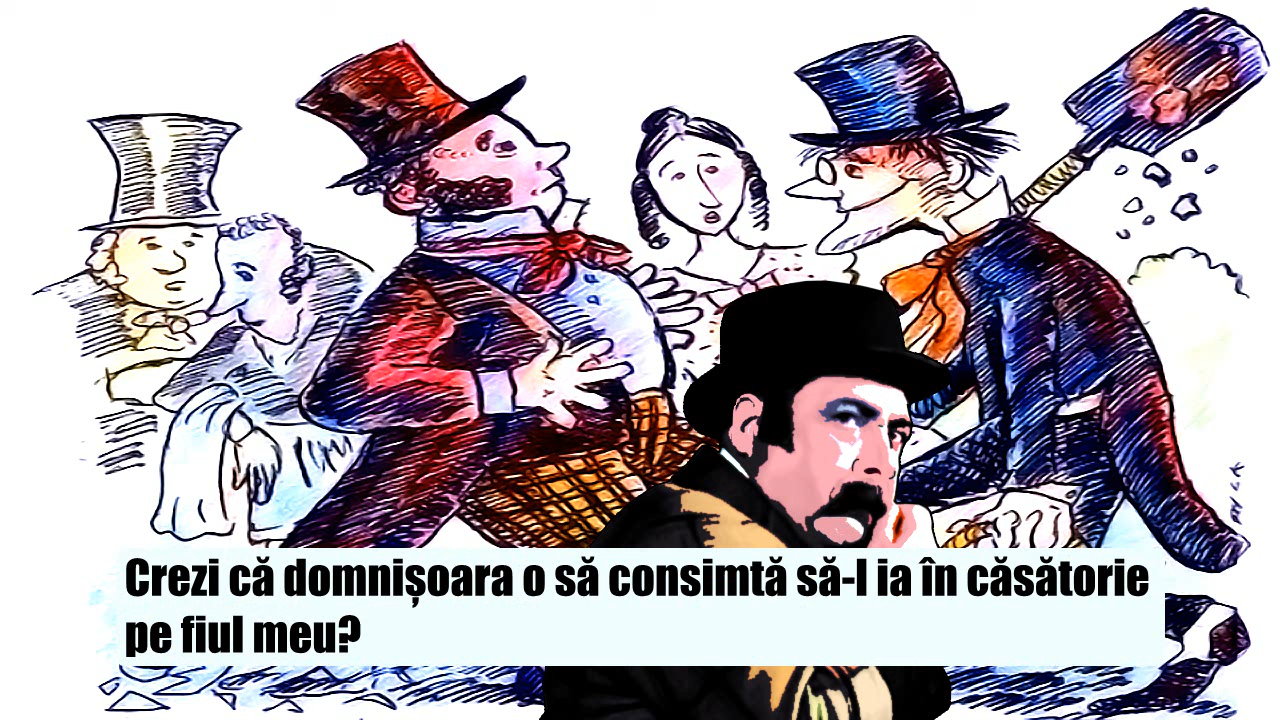 Crezi că domnișoara o să consimtă să-l ia în căsătorie
pe fiul meu?